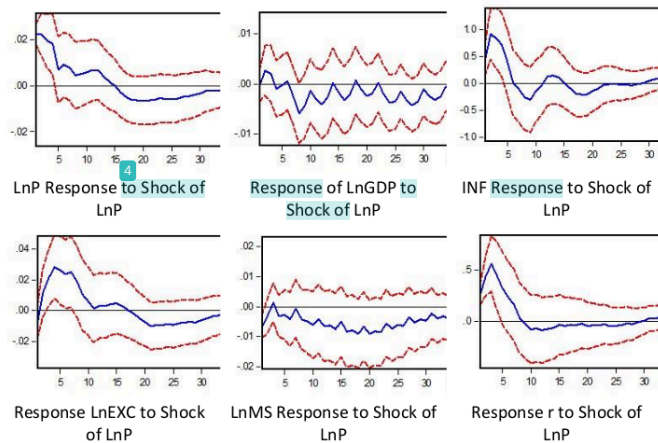 .02
.00
-.02
5 10 15 20 25 30
.01
.00
-.01
5 10 15 20 25 30
1.0
0.5
0.0
-0.5
-1.0
5 10 15 20 25 30
4
LnP Response to Shock of
LnP
Response of LnGDP to
Shock of LnP
INF Response to Shock of
LnP
.04
.02
.00
-.02
5 10 15 20 25 30
.02
.01
.00
-.01
-.02
5 10 15 20 25 30
.5
.0
5 10 15 20 25 30
Response LnEXC to Shock
of LnP
LnMS Response to Shock of
LnP
Response r to Shock of
LnP